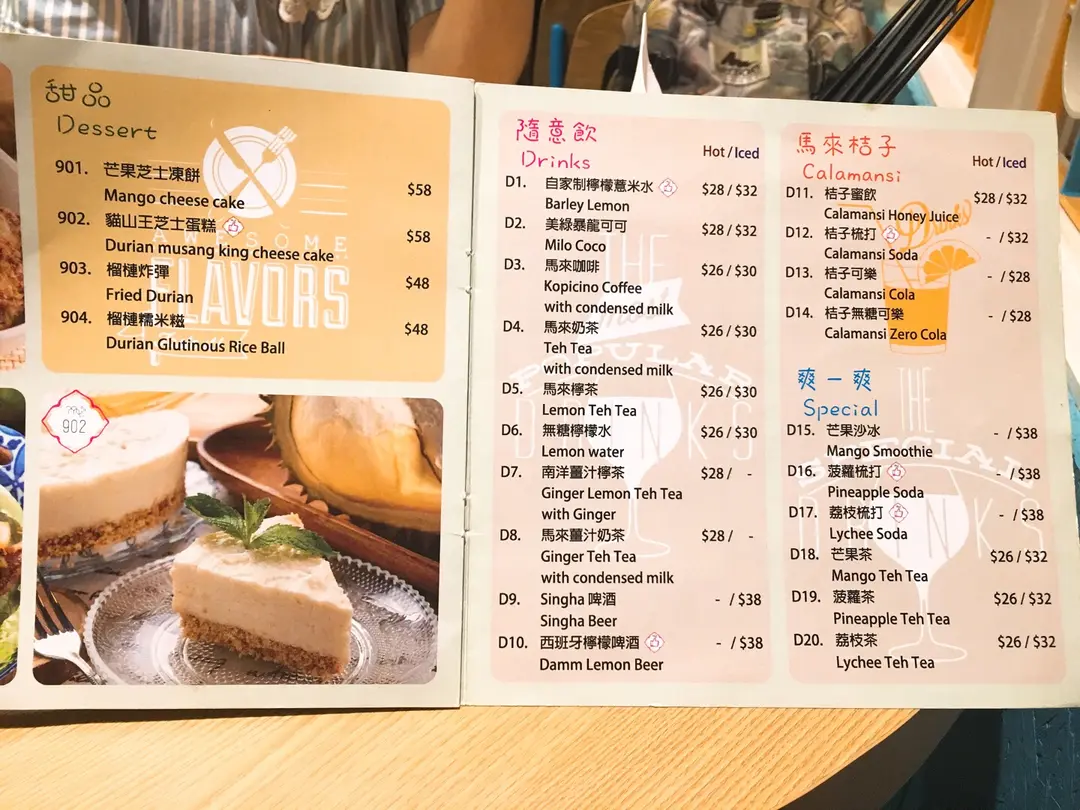 甜品
Dessert
901. 芒果芝士凍餅 $58
Mango cheese cake
902. 貓山王芝士蛋糕 $58
Durian musang king cheese cake
903. 榴槤炸彈 $48
Fried Durian
904. 榴槤糯米糍 $48
Durian Glutinous Rice Ball
AWESOME
FLAVORS
902
隨意飲
Drinks Hot / Iced
D1. 自家制檸檬薏米水 $28 / $32
Barley Lemon
D2. 美綠暴龍可可 $28 / $32
Milo Coco
D3. 馬來咖啡 $26 / $30
Kopicino Coffee
with condensed milk
D4. 馬來奶茶 $26 / $30
Teh Tea
with condensed milk
D5. 馬來檸茶 $26 / $30
Lemon Teh Tea
D6. 無糖檸檬水 $26 / $30
Lemon water
D7. 南洋薑汁檸茶 $28 / -
Ginger Lemon Teh Tea
with Ginger
D8. 馬來薑汁奶茶 $28 / -
Ginger Teh Tea
with condensed milk
D9. Singha 啤酒 - / $38
Singha Beer
D10. 西班牙檸檬啤酒 - / $38
Damm Lemon Beer
THE
POPULAR
DRINKS
馬來桔子
Calamansi Hot / Iced
D11. 桔子蜜飲 $28 / $32
Calamansi Honey Juice
D12. 桔子梳打 - / $32
Calamansi Soda
D13. 桔子可樂 - / $28
Calamansi Cola
D14. 桔子無糖可樂 - / $28
Calamansi Zero Cola
Drinks
爽一爽
Special
D15. 芒果沙冰 - / $38
Mango Smoothie
D16. 菠蘿梳打 - / $38
Pineapple Soda
D17. 荔枝梳打 - / $38
Lychee Soda
D18. 芒果茶 $26 / $32
Mango Teh Tea
D19. 菠蘿茶 $26 / $32
Pineapple Teh Tea
D20. 荔枝茶 $26 / $32
Lychee Teh Tea
THE
SPECIAL
DRINKS